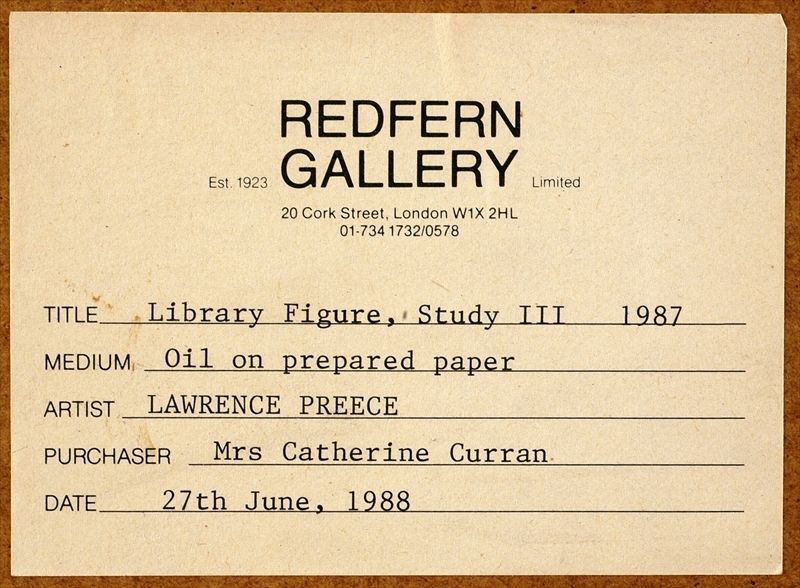 REDFERN
GALLERY
Est. 1923 Limited
20 Cork Street, London W1X 2HL
01-734 1732/0578
TITLE Library Figure, Study III 1987
MEDIUM Oil on prepared paper
ARTIST LAWRENCE PREECE
PURCHASER Mrs Catherine Curran
DATE 27th June, 1988